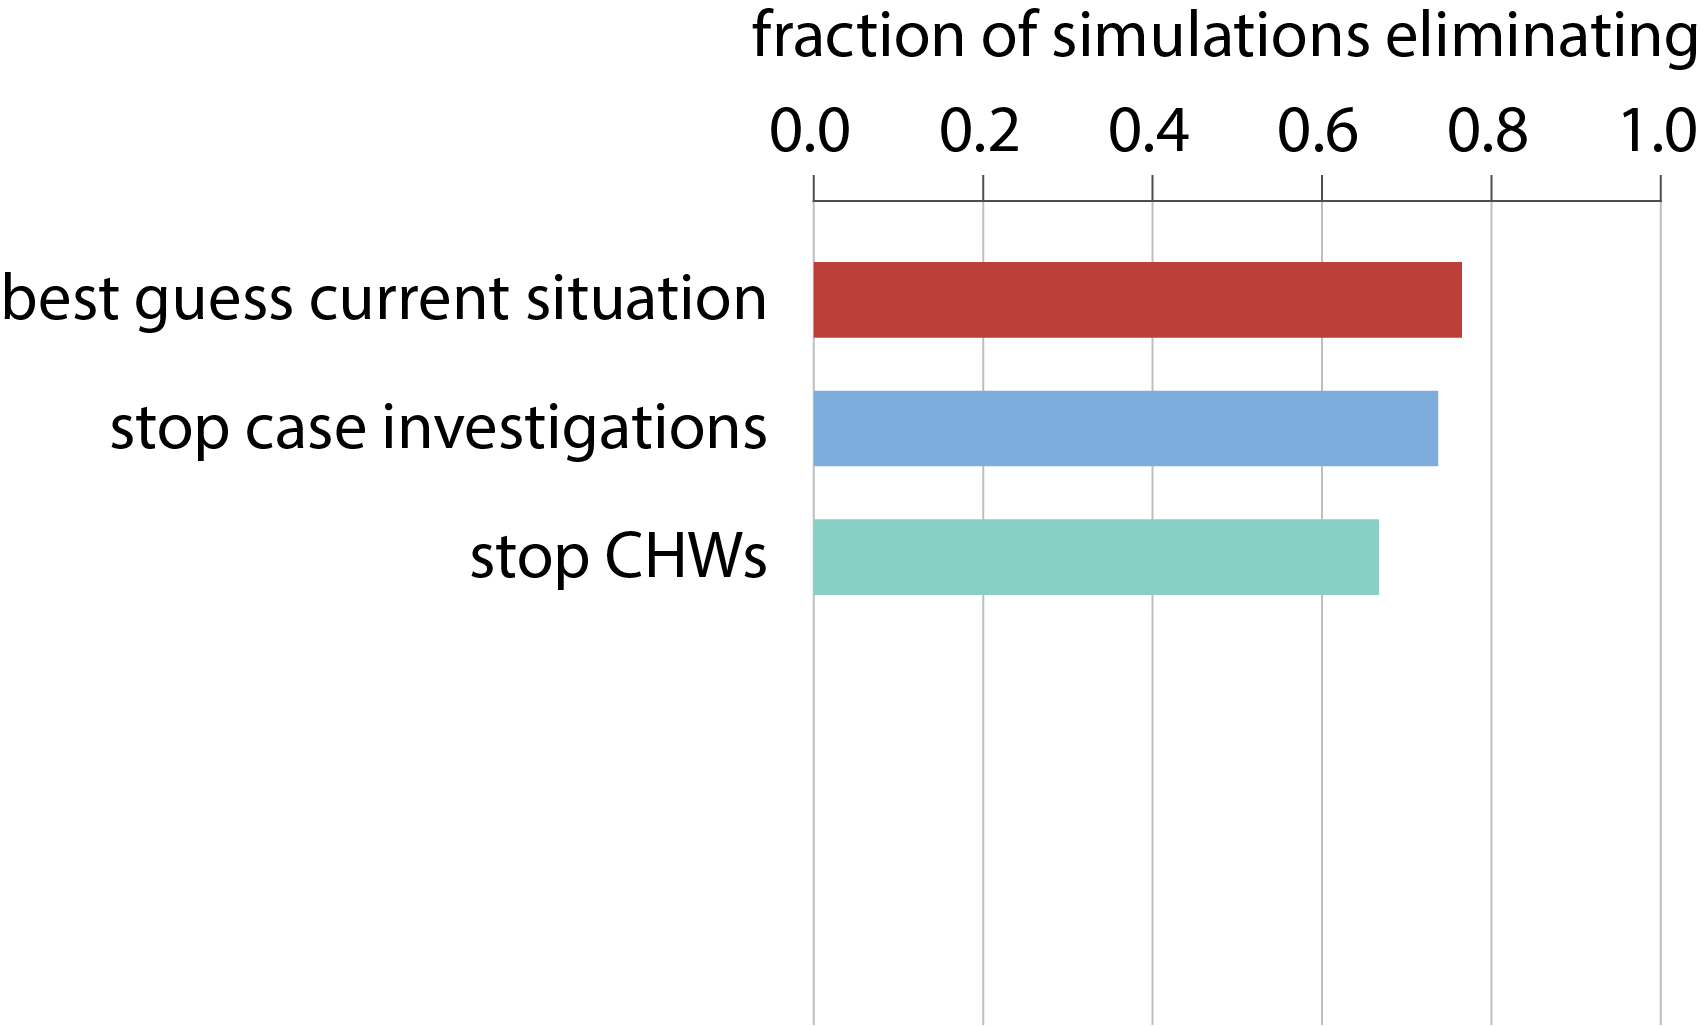 fraction of simulations eliminating
0.0 0.2 0.4 0.6 0.8 1.0
best guess current situation
stop case investigations
stop CHWs